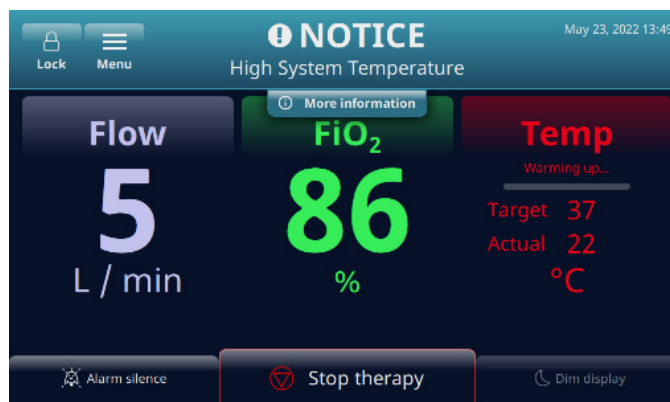 NOTICE
May 23, 2022 13:49
High System Temperature
Lock
Menu
More information
Flow
5
L / min
FiO₂
86
%
Temp
Warming up...
Target 37
Actual 22
°C
Alarm silence
Stop therapy
Dim display